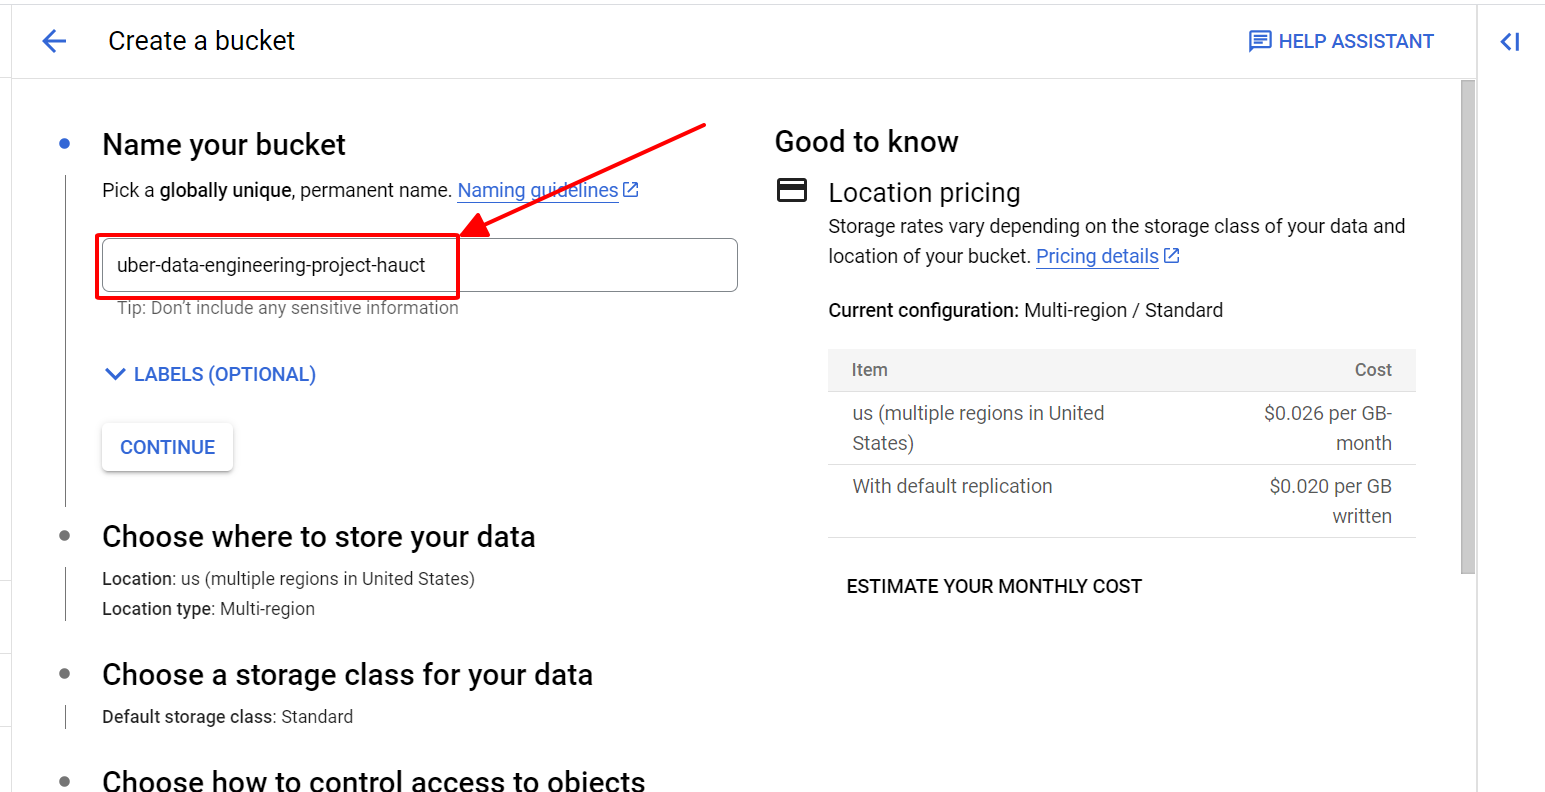 Create a bucket
HELP ASSISTANT
Name your bucket
Pick a globally unique, permanent name. Naming guidelines
uber-data-engineering-project-hauct
Tip: Don't include any sensitive information
LABELS (OPTIONAL)
CONTINUE
Choose where to store your data
Location: us (multiple regions in United States)
Location type: Multi-region
Choose a storage class for your data
Default storage class: Standard
Choose how to control access to objects
Good to know
Location pricing
Storage rates vary depending on the storage class of your data and
location of your bucket. Pricing details
Current configuration: Multi-region / Standard
Item Cost
us (multiple regions in United $0.026 per GB-
States) month
With default replication $0.020 per GB
written
ESTIMATE YOUR MONTHLY COST